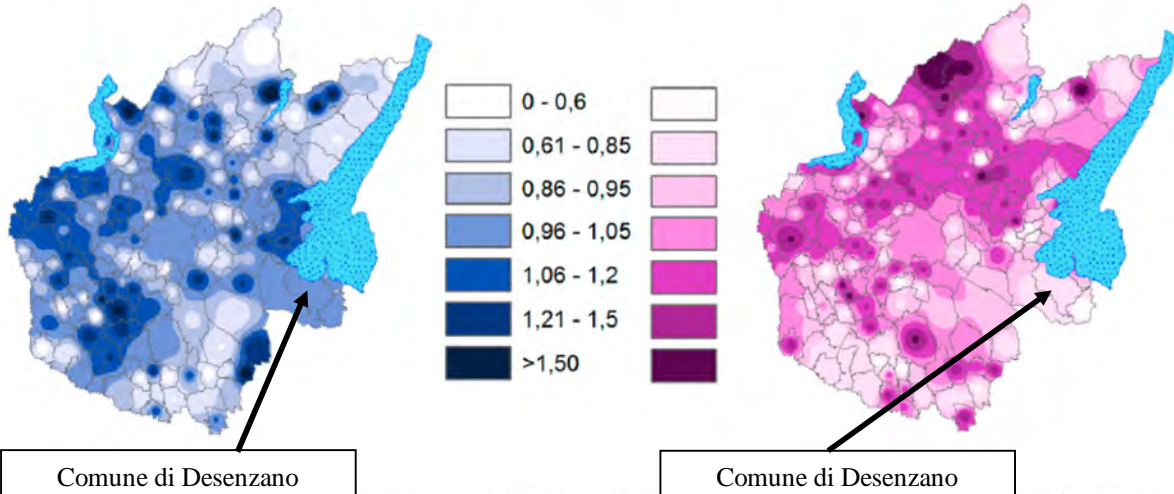 0 - 0,6
0,61 - 0,85
0,86 - 0,95
0,96 - 1,05
1,06 - 1,2
1,21 - 1,5
>1,50
Comune di Desenzano
Comune di Desenzano